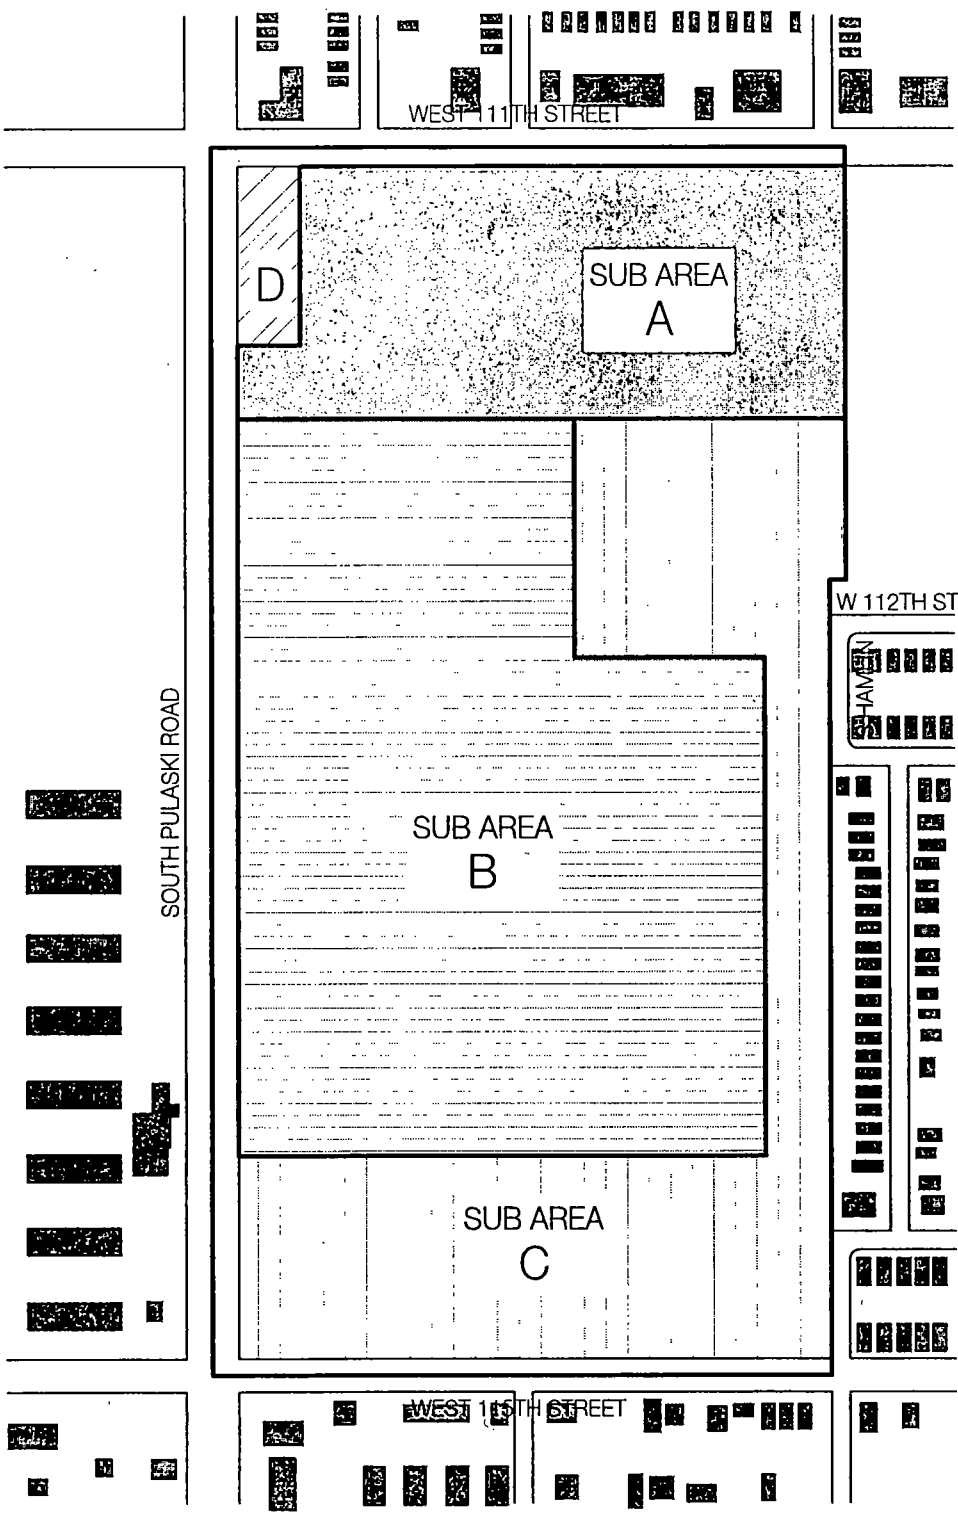 WEST 111TH STREET
D
SUB AREA
A
W 112TH ST
SOUTH PULASKI ROAD
SUB AREA
B
SUB AREA
C
WEST 115TH STREET